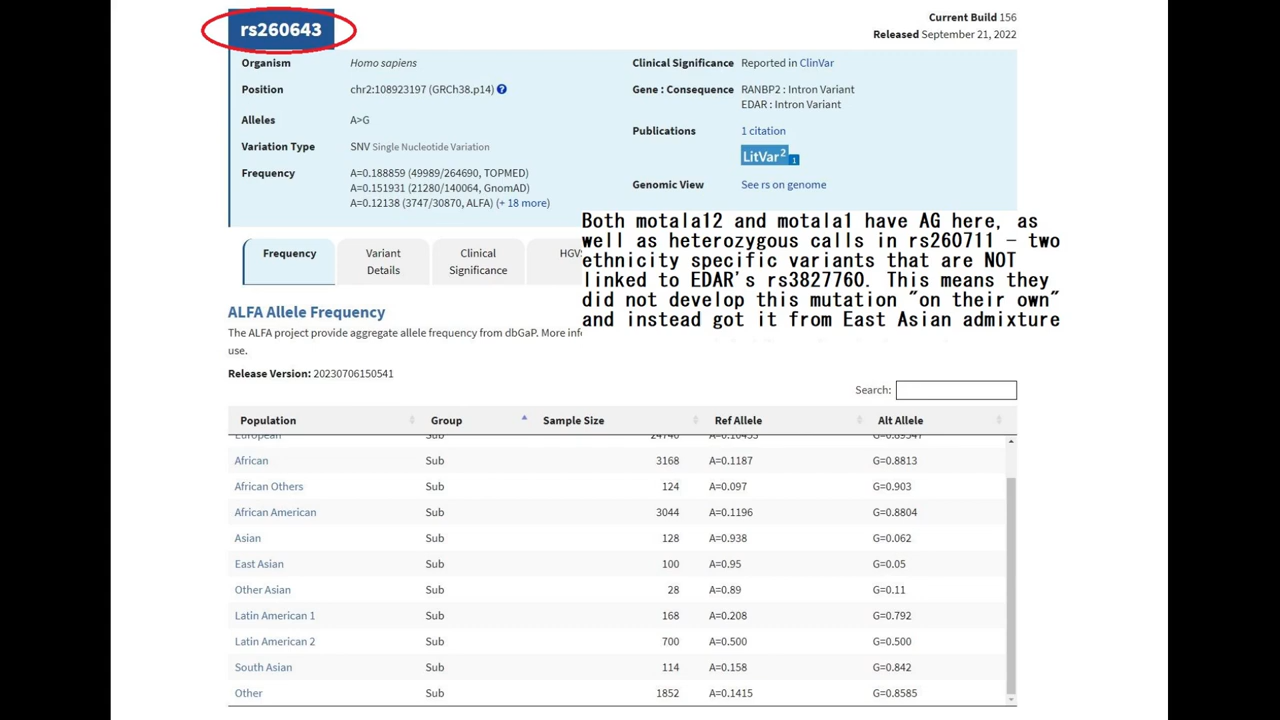 rs260643
Current Build 156
Released September 21, 2022
Organism Homo sapiens
Position chr2:108923197 (GRCh38.p14) ?
Alleles A>G
Variation Type SNV Single Nucleotide Variation
Frequency A=0.188859 (49989/264690, TOPMED)
A=0.151931 (21280/140064, GnomAD)
A=0.12138 (3747/30870, ALFA) (+ 18 more)
Clinical Significance Reported in ClinVar
Gene : Consequence RANBP2 : Intron Variant
EDAR : Intron Variant
Publications 1 citation
LitVar² 1
Genomic View See rs on genome
Both motala12 and motala1 have AG here, as
well as heterozygous calls in rs260711 - two
ethnicity specific variants that are NOT
linked to EDAR's rs3827760. This means they
did not develop this mutation "on their own"
and instead got it from East Asian admixture
Frequency
Variant
Details
Clinical
Significance
HGV
ALFA Allele Frequency
The ALFA project provide aggregate allele frequency from dbGaP. More
use.
Release Version: 20230706150541
Search:
Population Group Sample Size Ref Allele Alt Allele
European Sub
African Sub 3168 A=0.1187 G=0.8813
African Others Sub 124 A=0.097 G=0.903
African American Sub 3044 A=0.1196 G=0.8804
Asian Sub 128 A=0.938 G=0.062
East Asian Sub 100 A=0.95 G=0.05
Other Asian Sub 28 A=0.89 G=0.11
Latin American 1 Sub 168 A=0.208 G=0.792
Latin American 2 Sub 700 A=0.500 G=0.500
South Asian Sub 114 A=0.158 G=0.842
Other Sub 1852 A=0.1415 G=0.8585